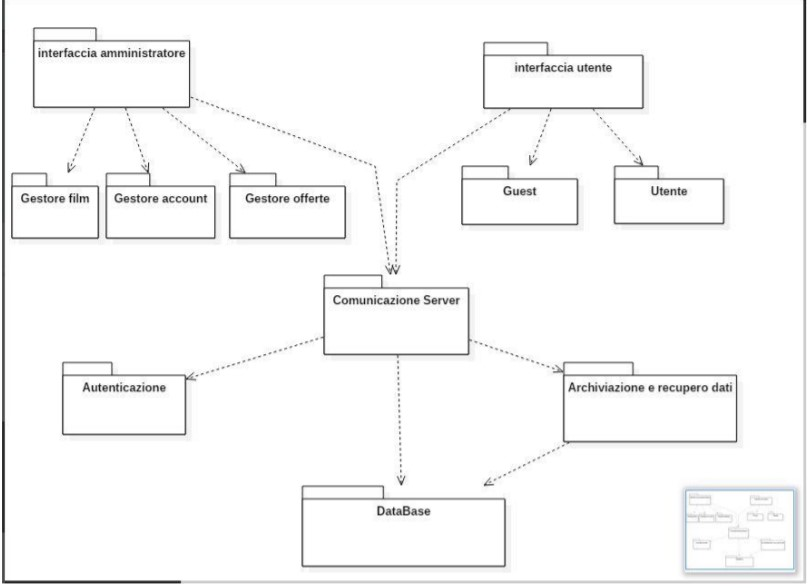 interfaccia amministratore
interfaccia utente
Gestore film
Gestore account
Gestore offerte
Guest
Utente
Comunicazione Server
Autenticazione
Archiviazione e recupero dati
DataBase